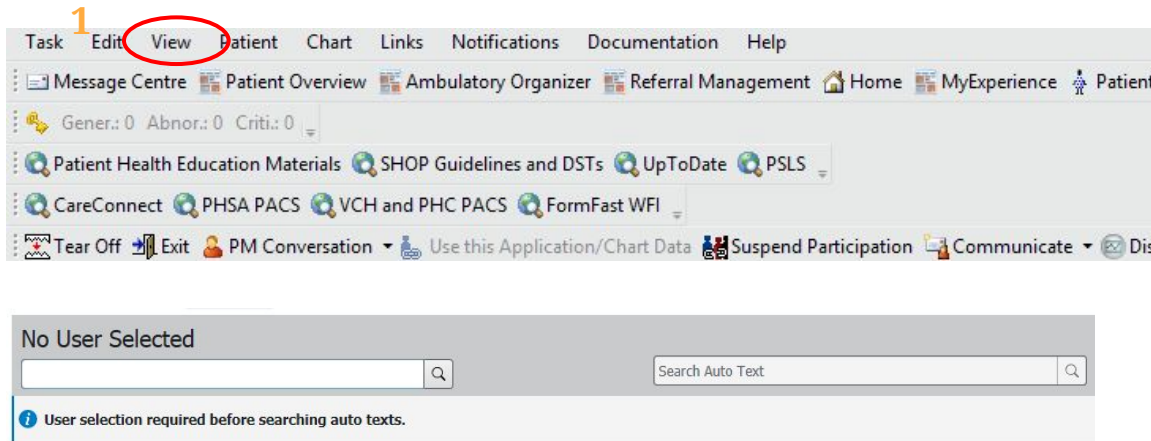 1
Task Edit View Patient Chart Links Notifications Documentation Help
Message Centre Patient Overview Ambulatory Organizer Referral Management Home MyExperience Patient
Gener.: 0 Abnor.: 0 Criti.: 0
Patient Health Education Materials SHOP Guidelines and DSTs UpToDate PSLS
CareConnect PHSA PACS VCH and PHC PACS FormFast WFI
Tear Off Exit PM Conversation Use this Application/Chart Data Suspend Participation Communicate Dis
No User Selected
Search Auto Text
User selection required before searching auto texts.